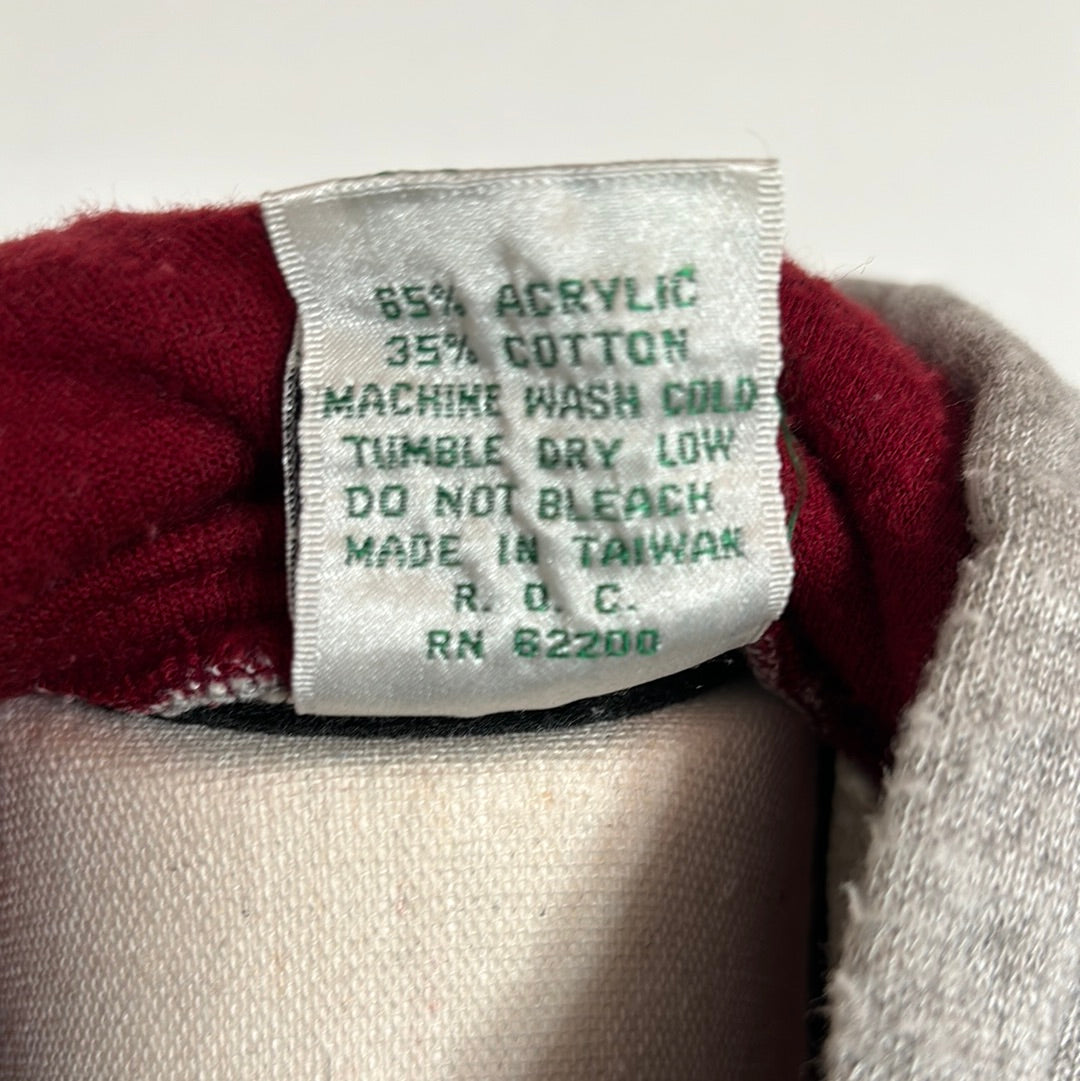 65% ACRYLIC
35% COTTON
MACHINE WASH COLD
TUMBLE DRY LOW
DO NOT BLEACH
MADE IN TAIWAN
R. O. C.
RN 62200